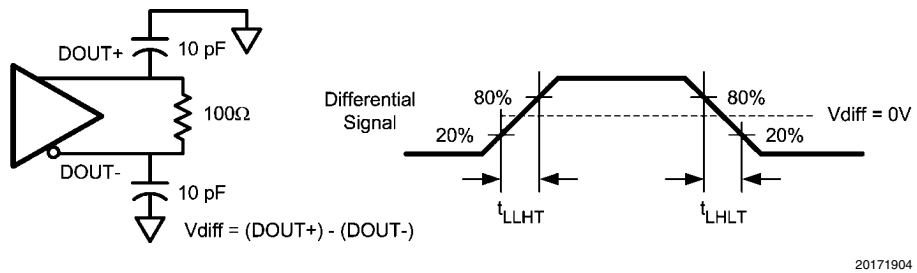 DOUT+
10 pF
100Ω
DOUT-
10 pF
Vdiff = (DOUT+) - (DOUT-)
Differential
Signal
80%
20%
80%
20%
Vdiff = 0V
tLLHT
tLHLT
20171904